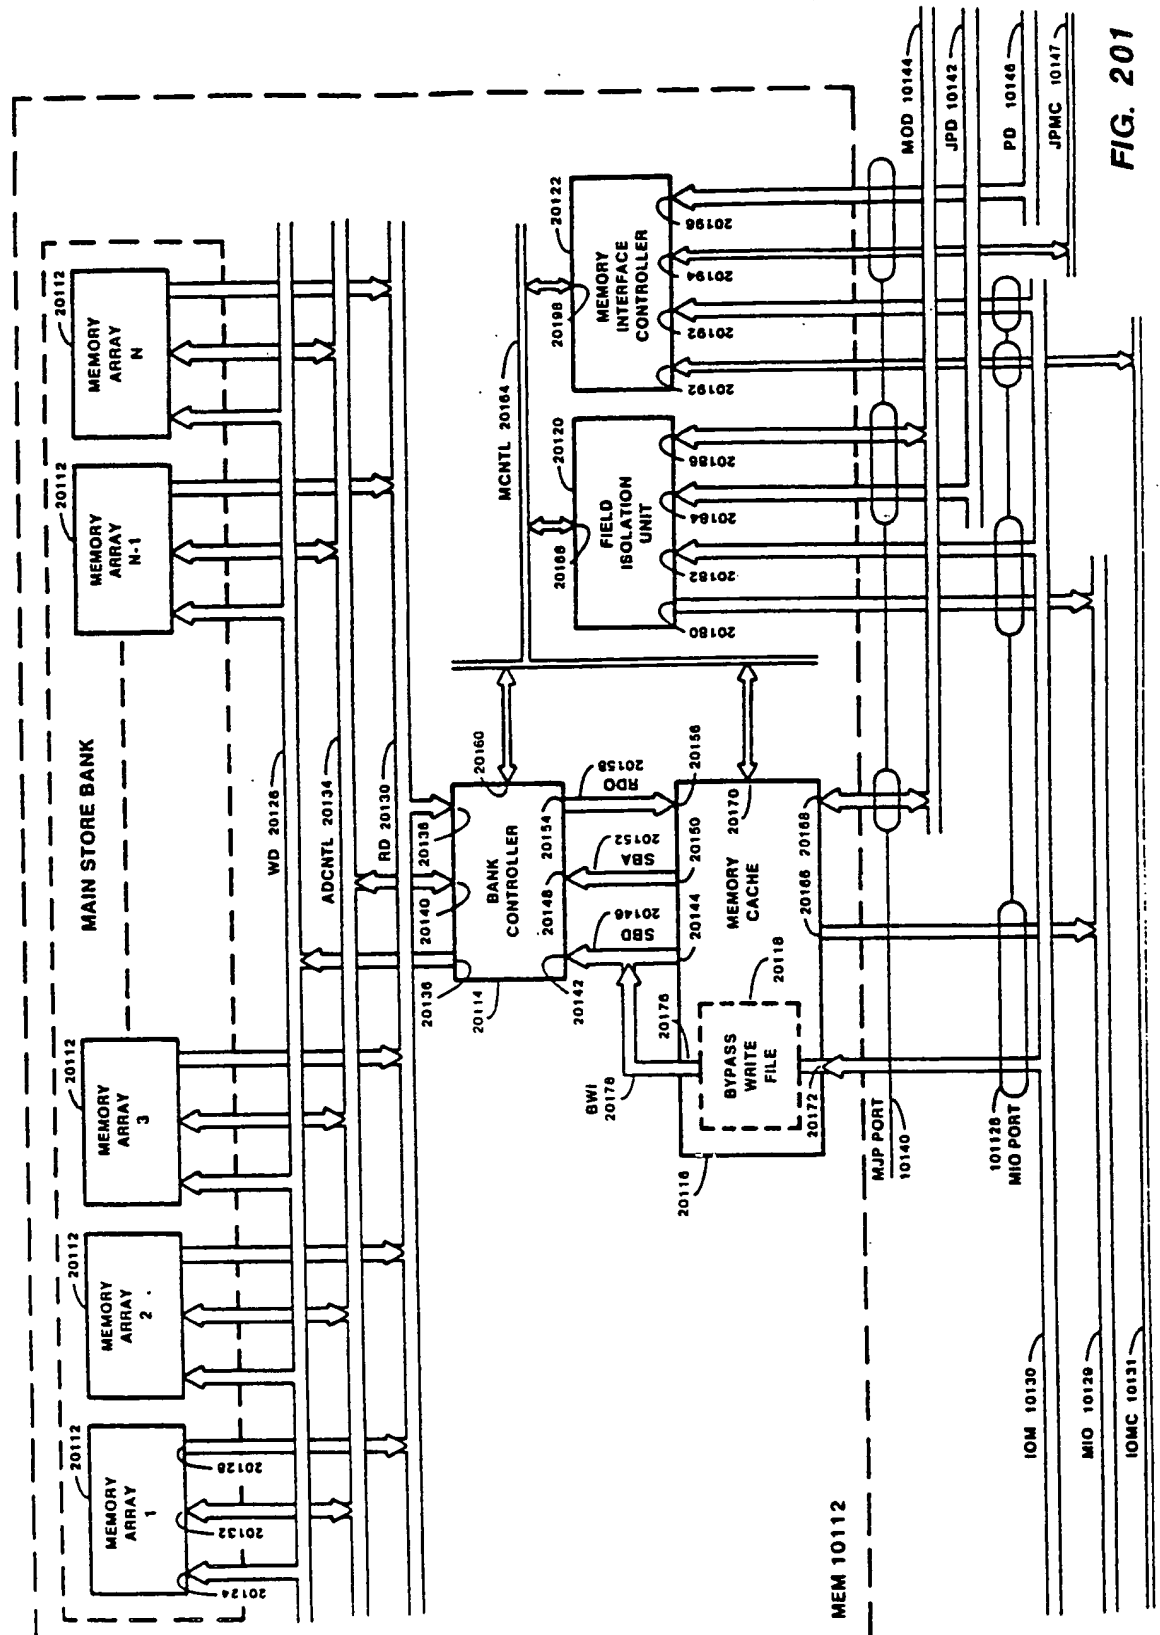 MAIN STORE BANK
MEMORY
ARRAY
1
20112
MEMORY
ARRAY
2
20112
MEMORY
ARRAY
3
20112
MEMORY
ARRAY
N-1
20112
MEMORY
ARRAY
N
20112
20124
20132
20128
WD 20126
ADCNTL 20134
RD 20130
20136
20140
20138
20114
BANK
CONTROLLER
20160
20142
20148
20154
SBD
20146
SBA
20152
RDO
20158
20144
20150
20156
BWI
20178
20176
BYPASS
WRITE
FILE
20118
MEMORY
CACHE
20170
20116
20172
20166
20168
MCNTL 20164
20188
20120
FIELD
ISOLATION
UNIT
20180
20182
20184
20186
20198
20122
MEMORY
INTERFACE
CONTROLLER
20192
20192
20194
20196
MEM 10112
MJP PORT
10140
101128
MIO PORT
MOD 10144
JPD 10142
PD 10146
JPMC 10147
IOM 10130
MIO 10129
IOMC 10131
FIG. 201